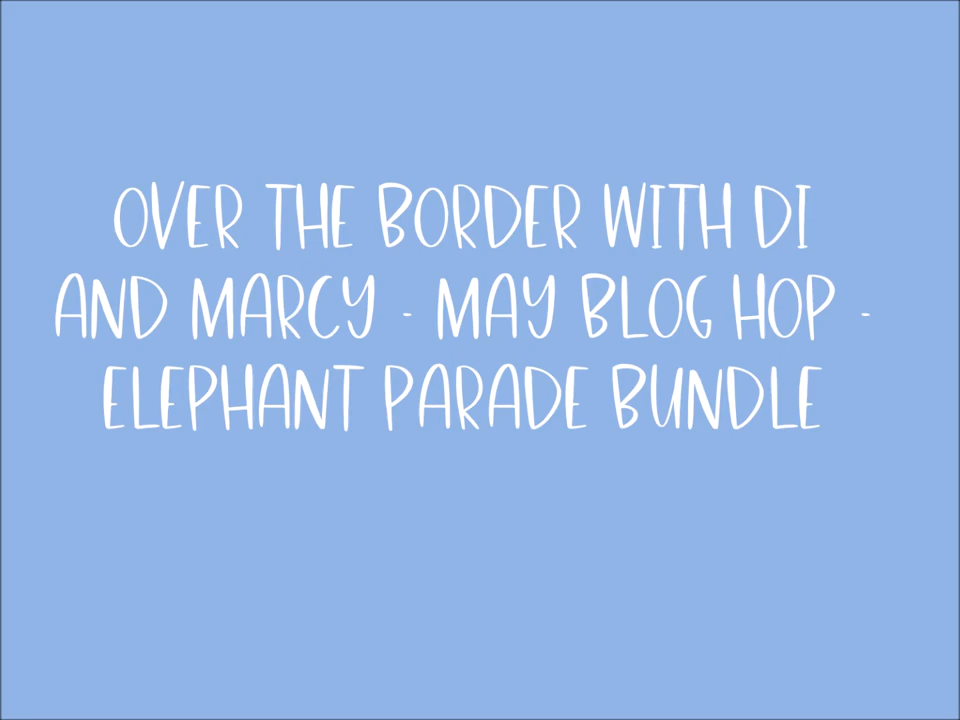 OVER THE BORDER WITH DI
AND MARCY - MAY BLOG HOP -
ELEPHANT PARADE BUNDLE